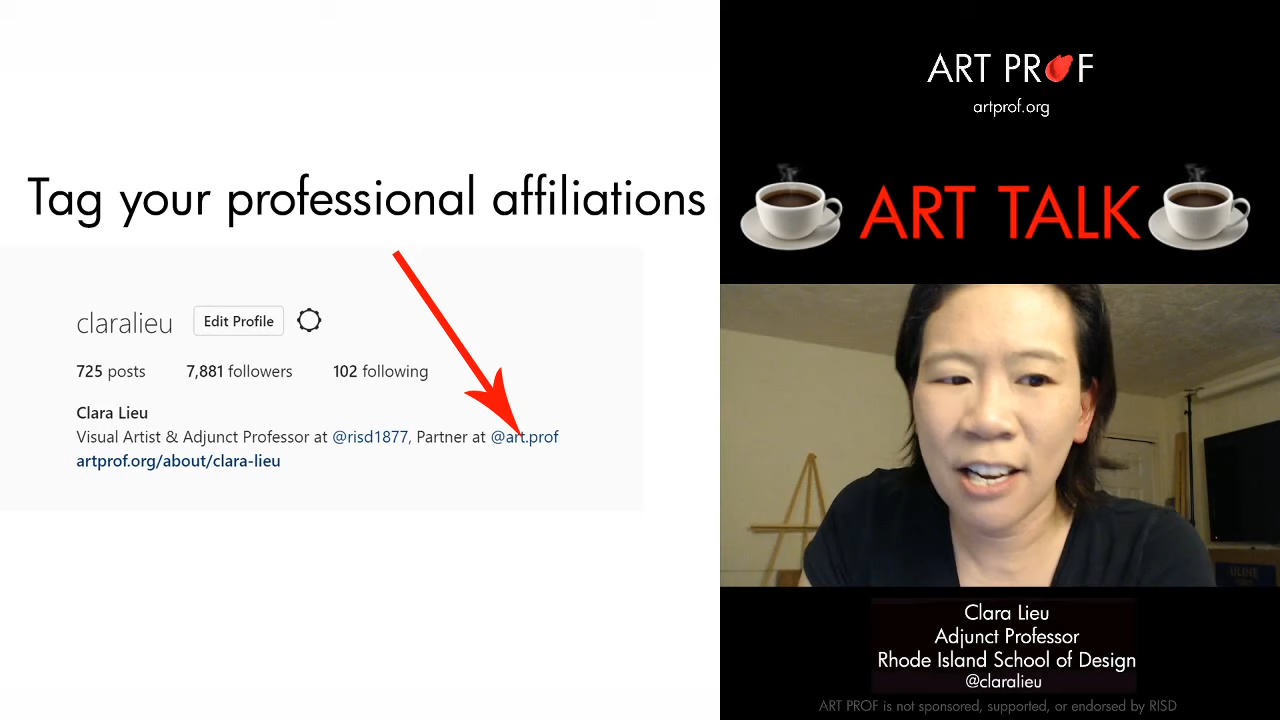 Tag your professional affiliations
claralieu Edit Profile
725 posts 7,881 followers 102 following
Clara Lieu
Visual Artist & Adjunct Professor at @risd1877, Partner at @art.prof
artprof.org/about/clara-lieu
ART PROF
artprof.org
ART TALK
ULINE
Clara Lieu
Adjunct Professor
Rhode Island School of Design
@claralieu
ART PROF is not sponsored, supported, or endorsed by RISD